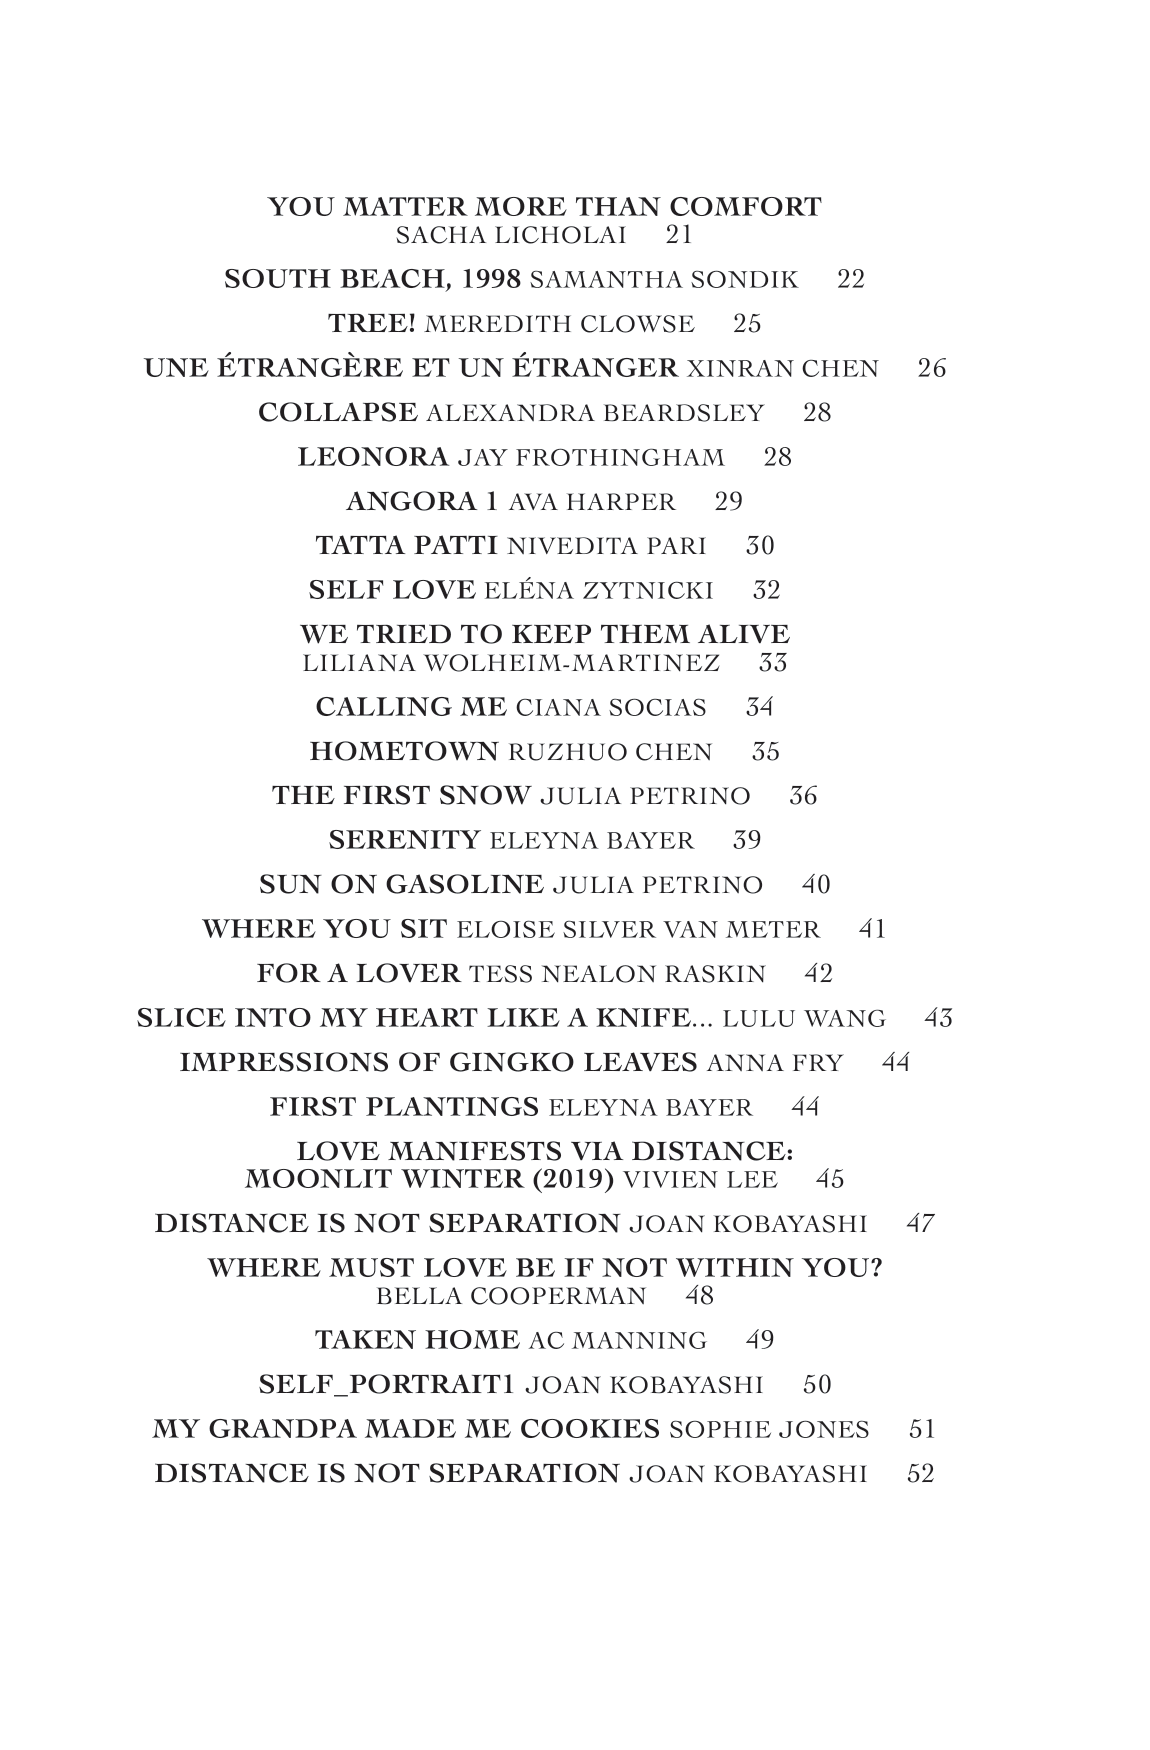 YOU MATTER MORE THAN COMFORT
SACHA LICHOLAI 21
SOUTH BEACH, 1998 SAMANTHA SONDIK 22
TREE! MEREDITH CLOWSE 25
UNE ÉTRANGÈRE ET UN ÉTRANGER XINRAN CHEN 26
COLLAPSE ALEXANDRA BEARDSLEY 28
LEONORA JAY FROTHINGHAM 28
ANGORA 1 AVA HARPER 29
TATTA PATTI NIVEDITA PARI 30
SELF LOVE ELÉNA ZYTNICKI 32
WE TRIED TO KEEP THEM ALIVE
LILIANA WOLHEIM-MARTINEZ 33
CALLING ME CIANA SOCIAS 34
HOMETOWN RUZHUO CHEN 35
THE FIRST SNOW JULIA PETRINO 36
SERENITY ELEYNA BAYER 39
SUN ON GASOLINE JULIA PETRINO 40
WHERE YOU SIT ELOISE SILVER VAN METER 41
FOR A LOVER TESS NEALON RASKIN 42
SLICE INTO MY HEART LIKE A KNIFE... LULU WANG 43
IMPRESSIONS OF GINGKO LEAVES ANNA FRY 44
FIRST PLANTINGS ELEYNA BAYER 44
LOVE MANIFESTS VIA DISTANCE:
MOONLIT WINTER (2019) VIVIEN LEE 45
DISTANCE IS NOT SEPARATION JOAN KOBAYASHI 47
WHERE MUST LOVE BE IF NOT WITHIN YOU?
BELLA COOPERMAN 48
TAKEN HOME AC MANNING 49
SELF_PORTRAIT1 JOAN KOBAYASHI 50
MY GRANDPA MADE ME COOKIES SOPHIE JONES 51
DISTANCE IS NOT SEPARATION JOAN KOBAYASHI 52